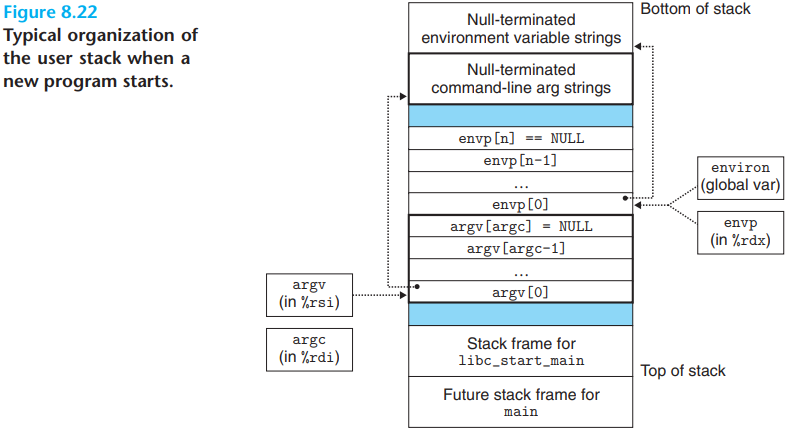 Figure 8.22
Typical organization of
the user stack when a
new program starts.
Bottom of stack
Null-terminated
environment variable strings
Null-terminated
command-line arg strings
envp[n] == NULL
envp[n-1]
...
envp[0]
environ
(global var)
envp
(in %rdx)
argv[argc] = NULL
argv[argc-1]
...
argv[0]
argv
(in %rsi)
argc
(in %rdi)
Stack frame for
libc_start_main
Top of stack
Future stack frame for
main